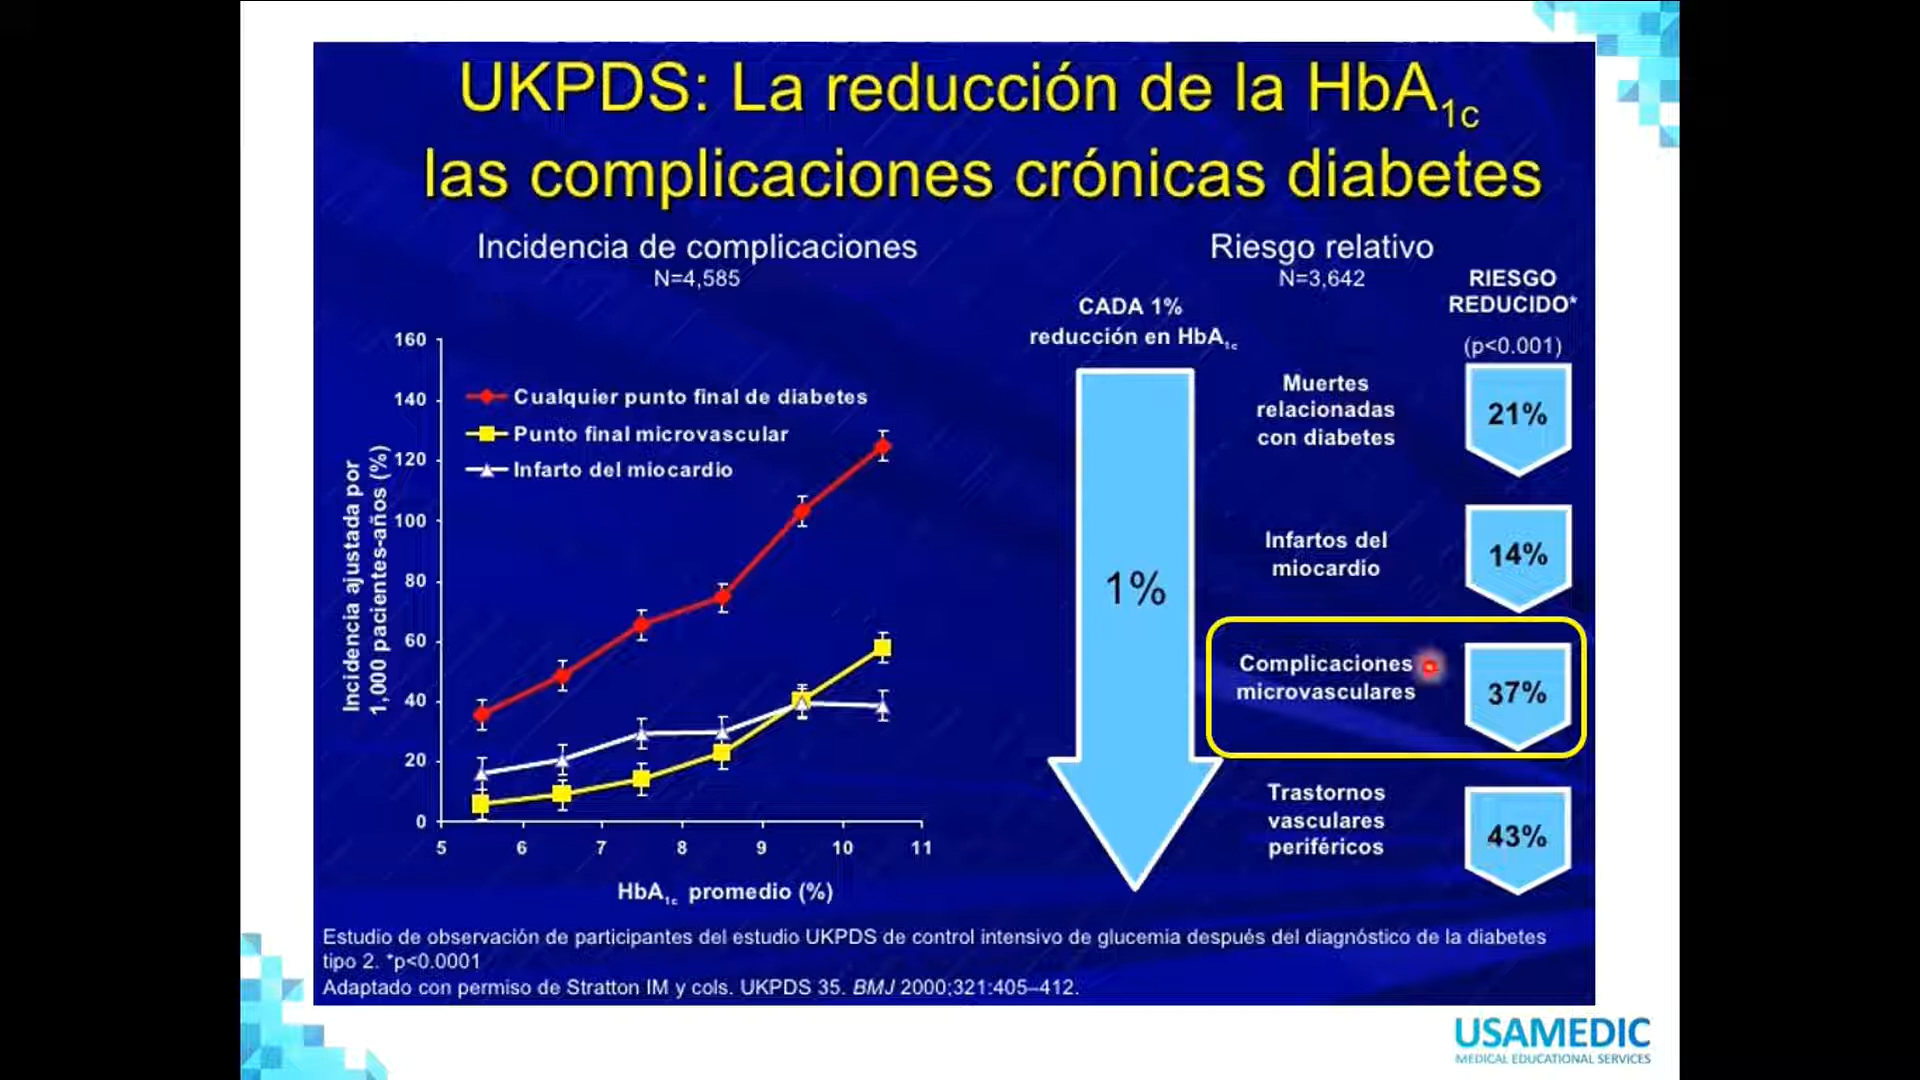 UKPDS: La reducción de la HbA1c
las complicaciones crónicas diabetes
Incidencia de complicaciones
N=4,585
Riesgo relativo
N=3,642
RIESGO
REDUCIDO*
(p<0.001)
CADA 1%
reducción en HbA1c
160
140
120
100
80
60
40
20
0
Incidencia ajustada por
1,000 pacientes-años (%)
Cualquier punto final de diabetes
Punto final microvascular
Infarto del miocardio
5 6 7 8 9 10 11
HbA1c promedio (%)
1%
Muertes
relacionadas
con diabetes
21%
Infartos del
miocardio
14%
Complicaciones
microvasculares
37%
Trastornos
vasculares
periféricos
43%
Estudio de observación de participantes del estudio UKPDS de control intensivo de glucemia después del diagnóstico de la diabetes
tipo 2. *p<0.0001
Adaptado con permiso de Stratton IM y cols. UKPDS 35. BMJ 2000;321:405–412.
USAMEDIC
MEDICAL EDUCATIONAL SERVICES